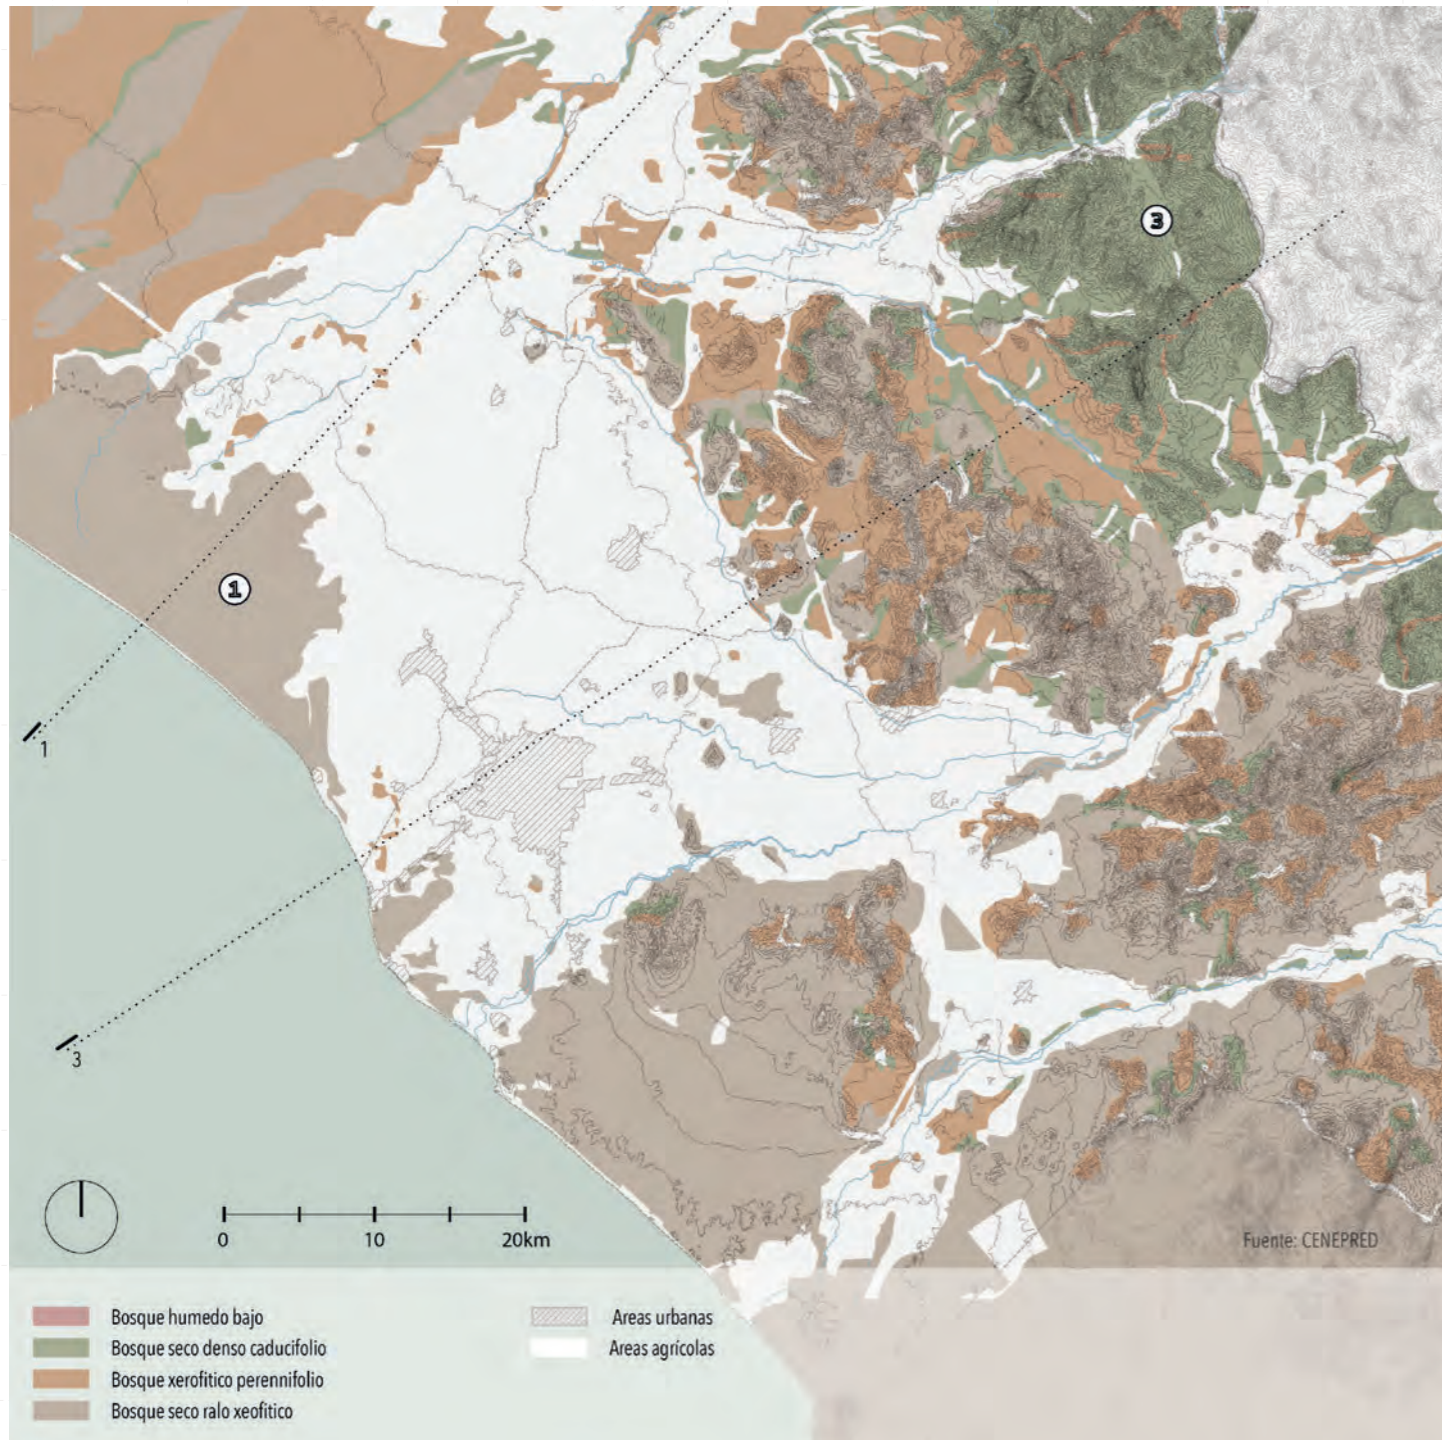 3
1
1
3
0 10 20km
Fuente: CENEPRED
Bosque humedo bajo
Bosque seco denso caducifolio
Bosque xerofitico perennifolio
Bosque seco ralo xeofitico
Areas urbanas
Areas agrícolas